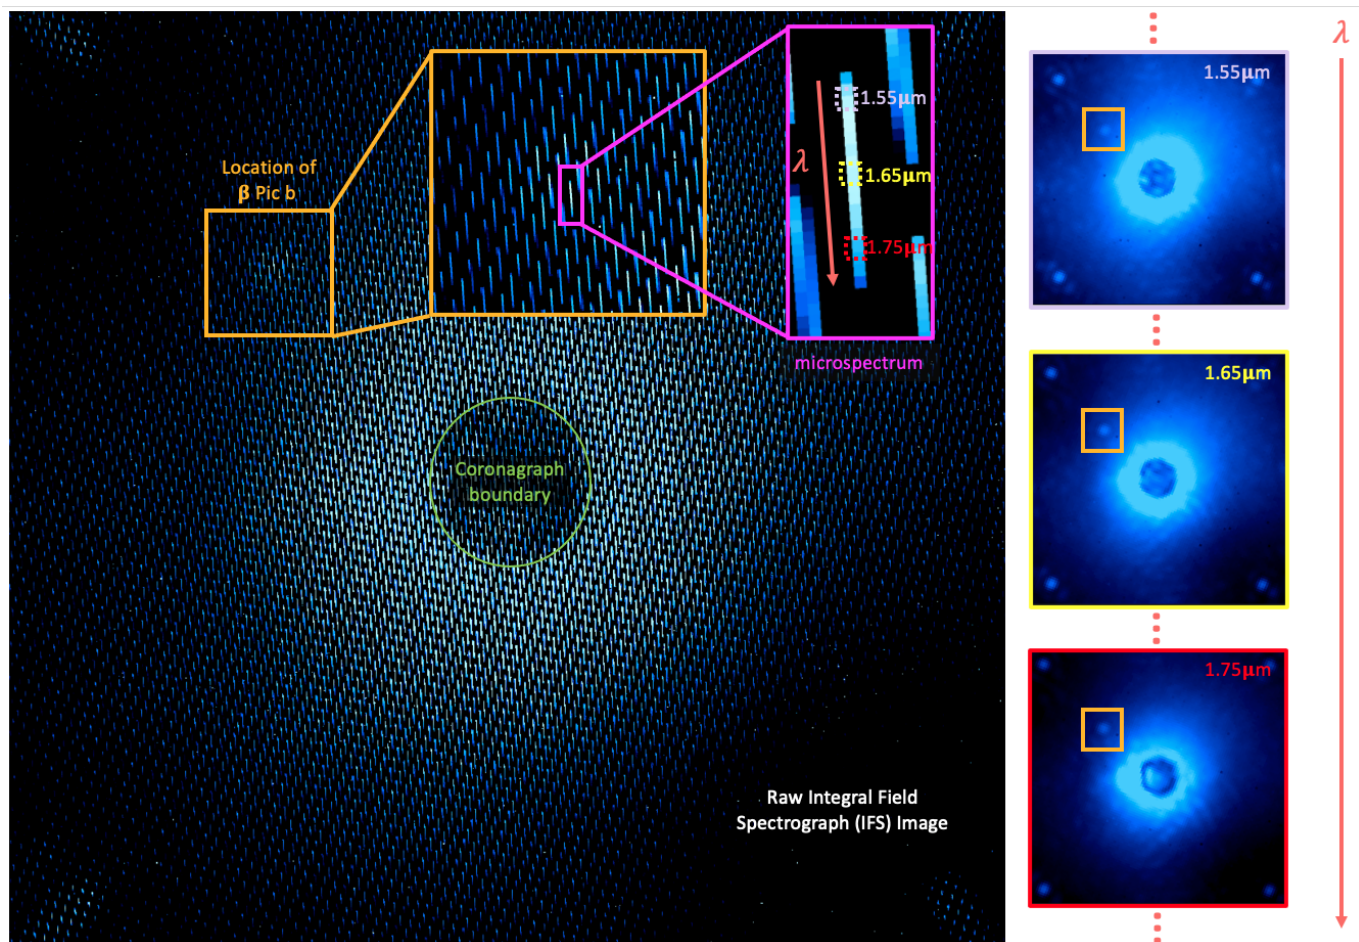 Location of
β Pic b
λ
1.55μm
1.65μm
1.75μm
microspectrum
Coronagraph
boundary
Raw Integral Field
Spectrograph (IFS) Image
1.55μm
1.65μm
1.75μm
λ